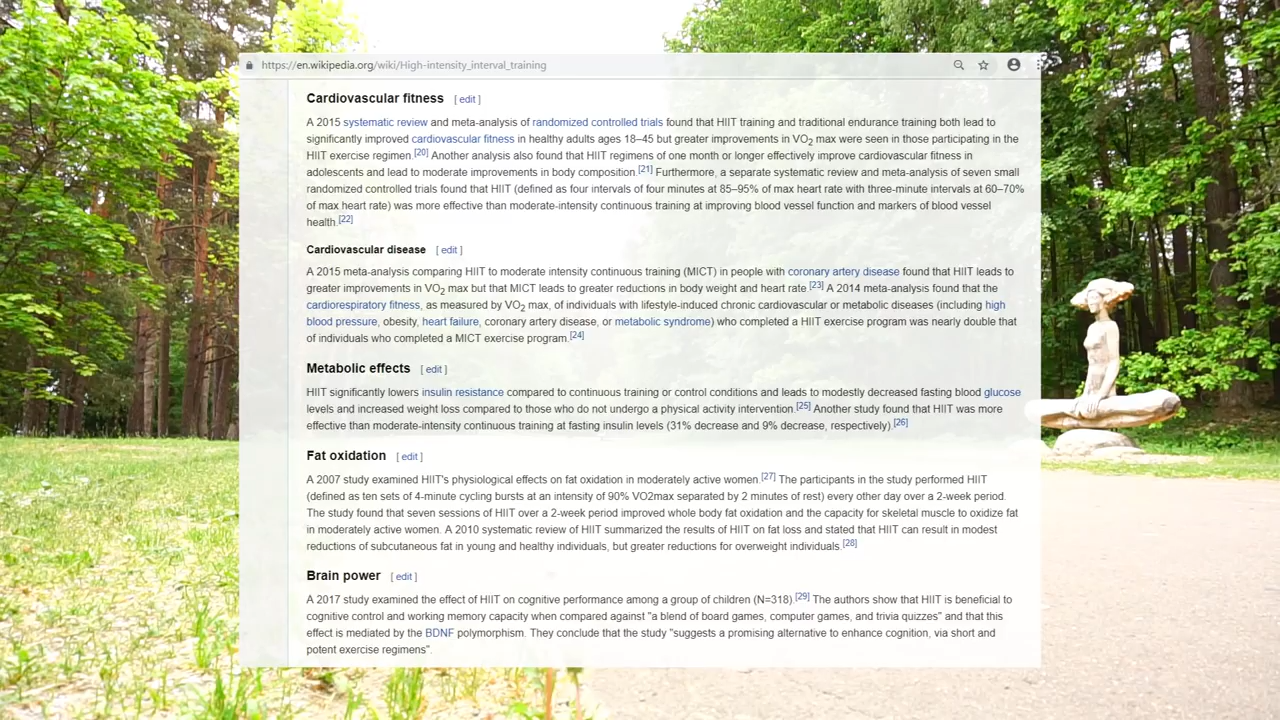 https://en.wikipedia.org/wiki/High-intensity_interval_training
Cardiovascular fitness [ edit ]
A 2015 systematic review and meta-analysis of randomized controlled trials found that HIIT training and traditional endurance training both lead to
significantly improved cardiovascular fitness in healthy adults ages 18–45 but greater improvements in VO2 max were seen in those participating in the
HIIT exercise regimen.[20] Another analysis also found that HIIT regimens of one month or longer effectively improve cardiovascular fitness in
adolescents and lead to moderate improvements in body composition.[21] Furthermore, a separate systematic review and meta-analysis of seven small
randomized controlled trials found that HIIT (defined as four intervals of four minutes at 85–95% of max heart rate with three-minute intervals at 60–70%
of max heart rate) was more effective than moderate-intensity continuous training at improving blood vessel function and markers of blood vessel
health.[22]
Cardiovascular disease [ edit ]
A 2015 meta-analysis comparing HIIT to moderate intensity continuous training (MICT) in people with coronary artery disease found that HIIT leads to
greater improvements in VO2 max but that MICT leads to greater reductions in body weight and heart rate.[23] A 2014 meta-analysis found that the
cardiorespiratory fitness, as measured by VO2 max, of individuals with lifestyle-induced chronic cardiovascular or metabolic diseases (including high
blood pressure, obesity, heart failure, coronary artery disease, or metabolic syndrome) who completed a HIIT exercise program was nearly double that
of individuals who completed a MICT exercise program.[24]
Metabolic effects [ edit ]
HIIT significantly lowers insulin resistance compared to continuous training or control conditions and leads to modestly decreased fasting blood glucose
levels and increased weight loss compared to those who do not undergo a physical activity intervention.[25] Another study found that HIIT was more
effective than moderate-intensity continuous training at fasting insulin levels (31% decrease and 9% decrease, respectively).[26]
Fat oxidation [ edit ]
A 2007 study examined HIIT's physiological effects on fat oxidation in moderately active women.[27] The participants in the study performed HIIT
(defined as ten sets of 4-minute cycling bursts at an intensity of 90% VO2max separated by 2 minutes of rest) every other day over a 2-week period.
The study found that seven sessions of HIIT over a 2-week period improved whole body fat oxidation and the capacity for skeletal muscle to oxidize fat
in moderately active women. A 2010 systematic review of HIIT summarized the results of HIIT on fat loss and stated that HIIT can result in modest
reductions of subcutaneous fat in young and healthy individuals, but greater reductions for overweight individuals.[28]
Brain power [ edit ]
A 2017 study examined the effect of HIIT on cognitive performance among a group of children (N=318).[29] The authors show that HIIT is beneficial to
cognitive control and working memory capacity when compared against "a blend of board games, computer games, and trivia quizzes" and that this
effect is mediated by the BDNF polymorphism. They conclude that the study "suggests a promising alternative to enhance cognition, via short and
potent exercise regimens".